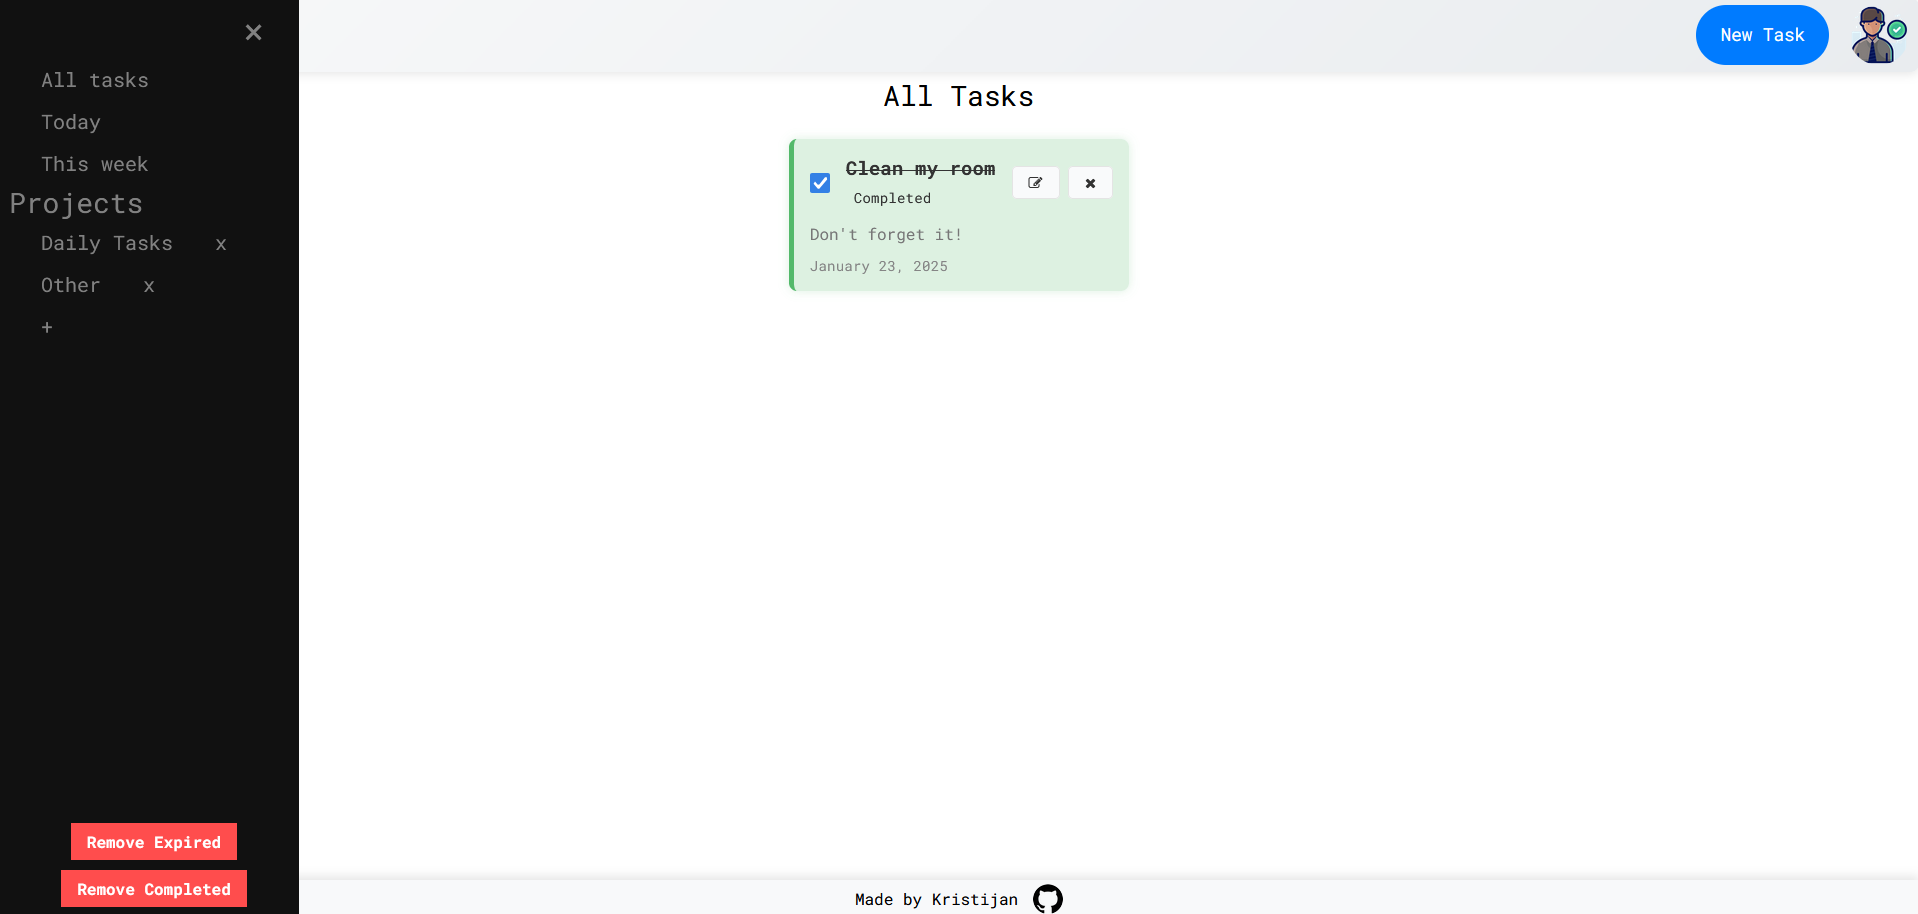 ×
All tasks
Today
This week
Projects
Daily Tasks x
Other x
+
Remove Expired
Remove Completed
New Task
All Tasks
Clean my room
Completed
Don't forget it!
January 23, 2025
Made by Kristijan